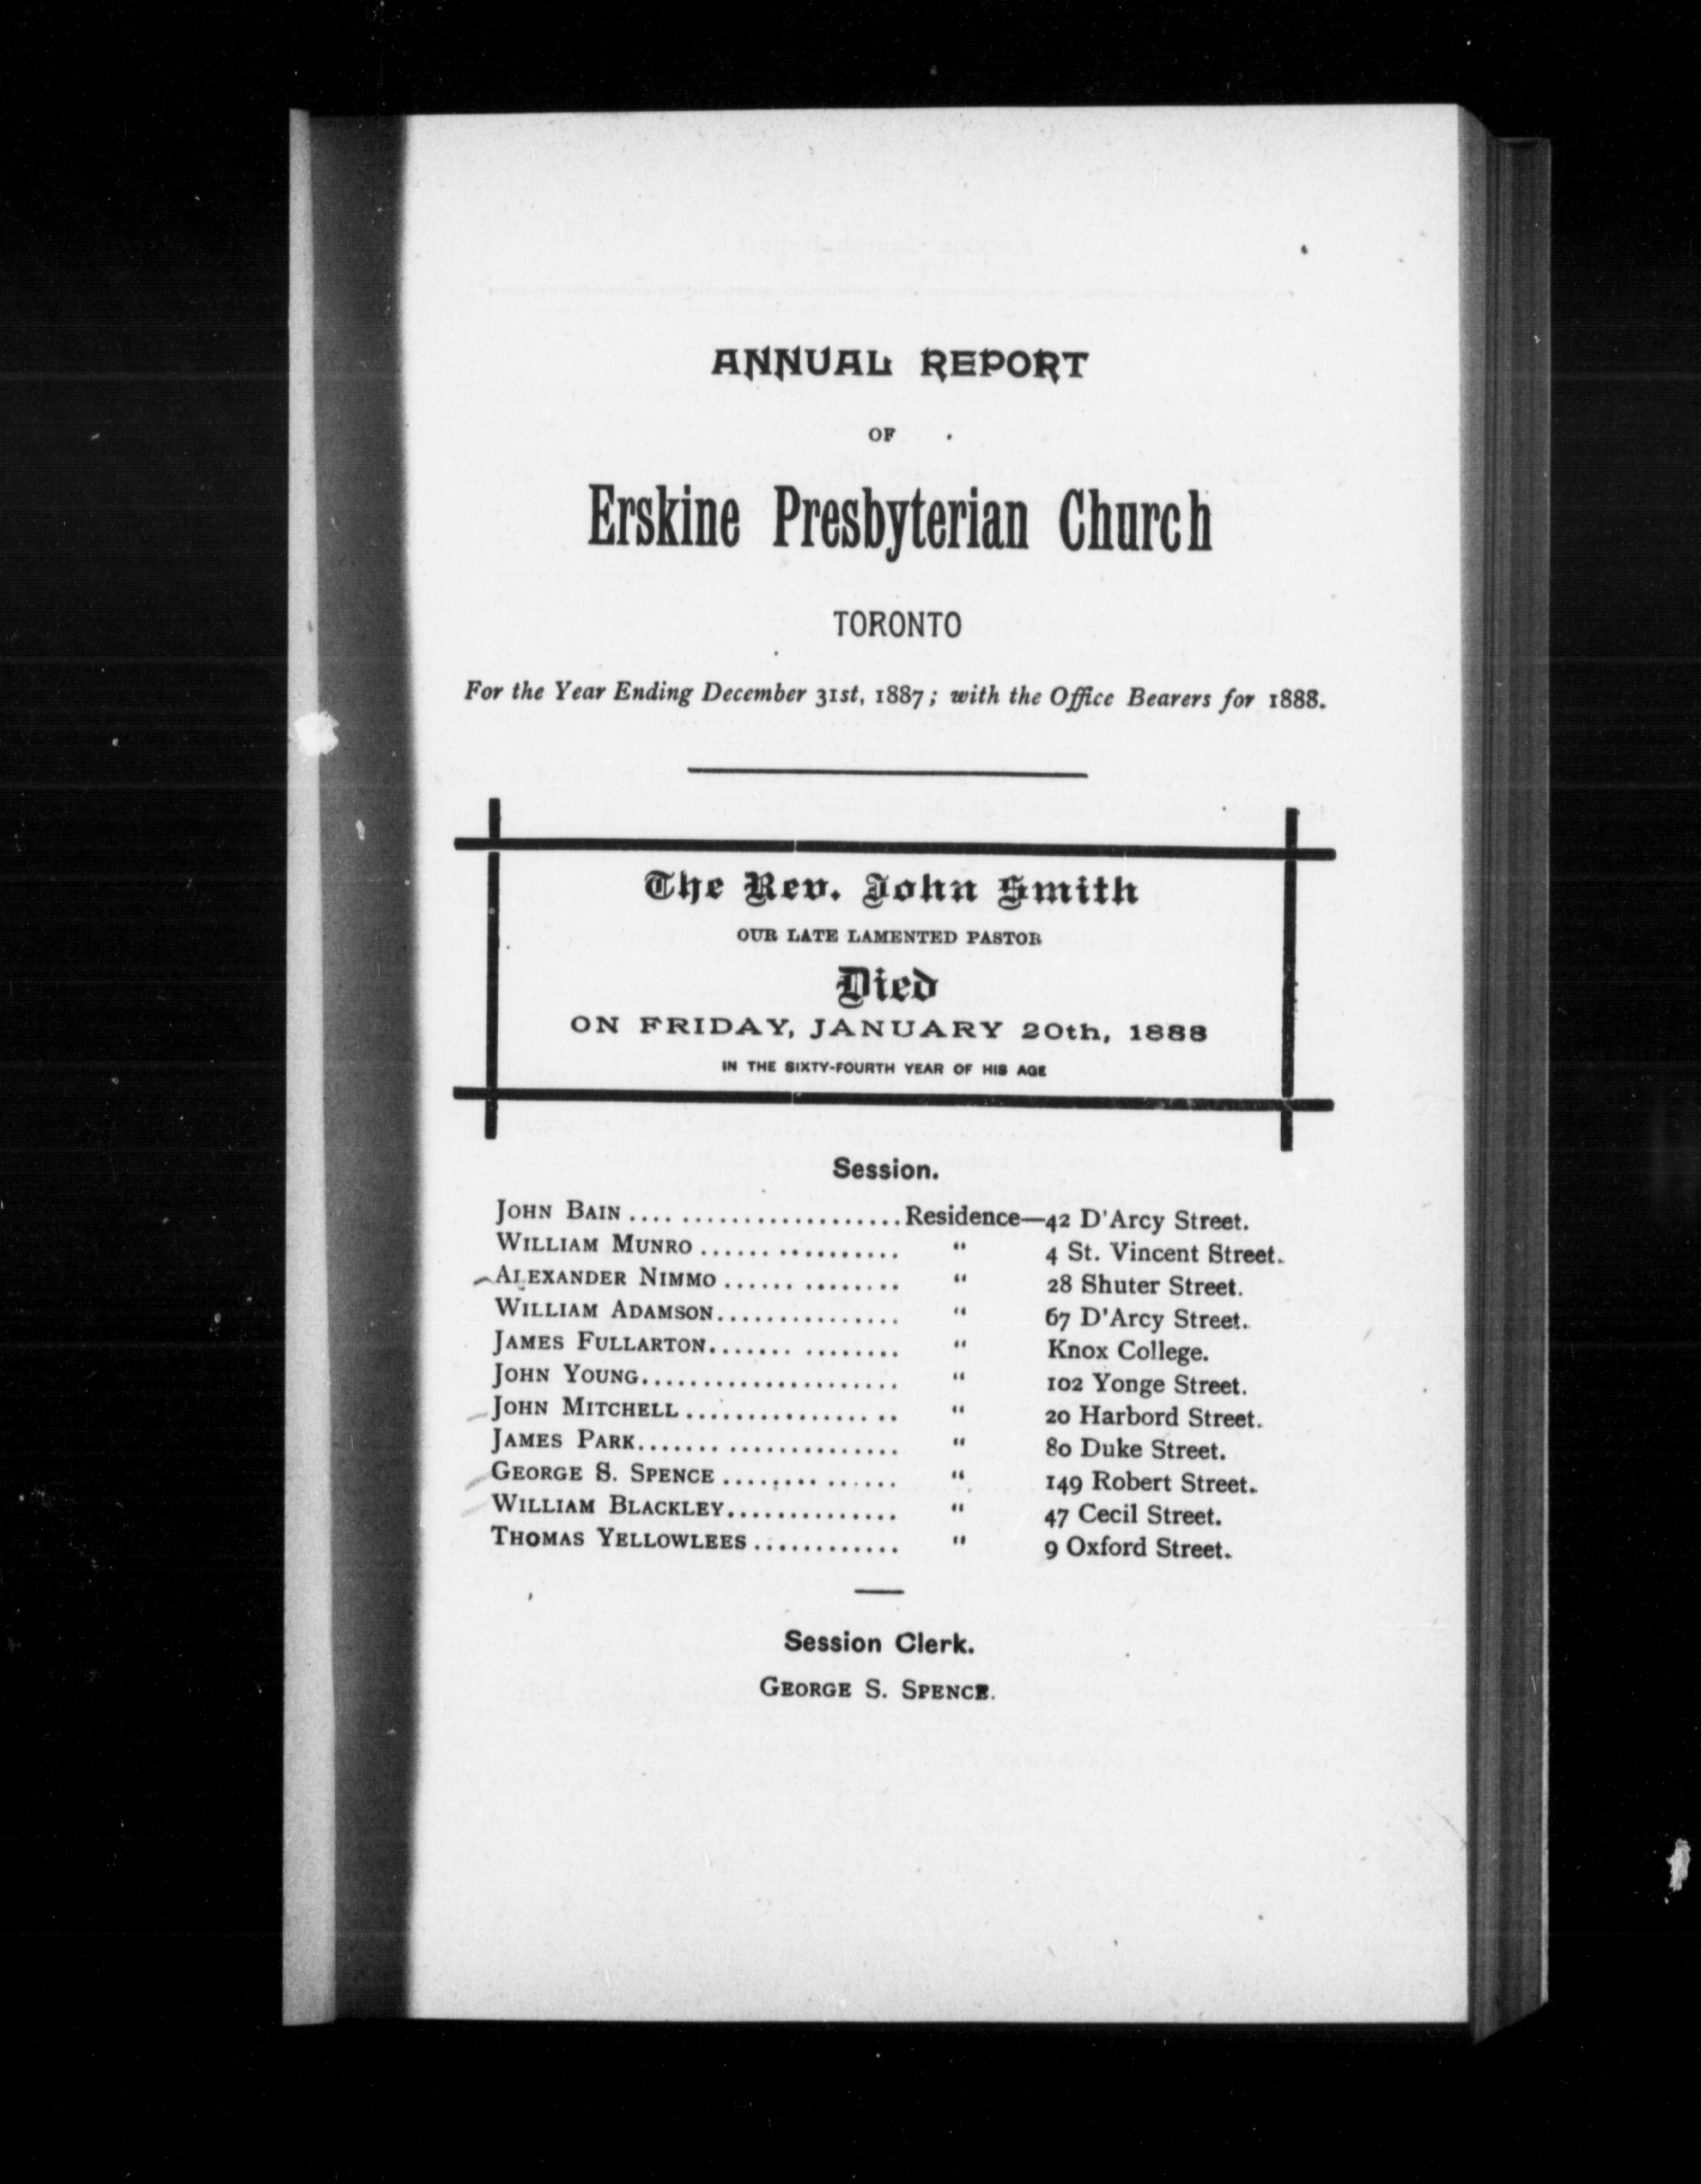 ANNUAL REPORT
OF
Erskine Presbyterian Church
TORONTO
For the Year Ending December 31st, 1887; with the Office Bearers for 1888.
The Rev. John Smith
OUR LATE LAMENTED PASTOR
Died
ON FRIDAY, JANUARY 20th, 1888
IN THE SIXTY-FOURTH YEAR OF HIS AGE
Session.
JOHN BAIN .... ...................... Residence—42 D'Arcy Street.
WILLIAM MUNRO ...... .......... " 4 St. Vincent Street.
ALEXANDER NIMMO ...... ........ " 28 Shuter Street.
WILLIAM ADAMSON............... " 67 D'Arcy Street.
JAMES FULLARTON....... ........ " Knox College.
JOHN YOUNG..................... " 102 Yonge Street.
JOHN MITCHELL ............... .. " 20 Harbord Street.
JAMES PARK....... .............. " 80 Duke Street.
GEORGE S. SPENCE ........ ...... " 149 Robert Street.
WILLIAM BLACKLEY.............. " 47 Cecil Street.
THOMAS YELLOWLEES ............ " 9 Oxford Street.
Session Clerk.
GEORGE S. SPENCE.